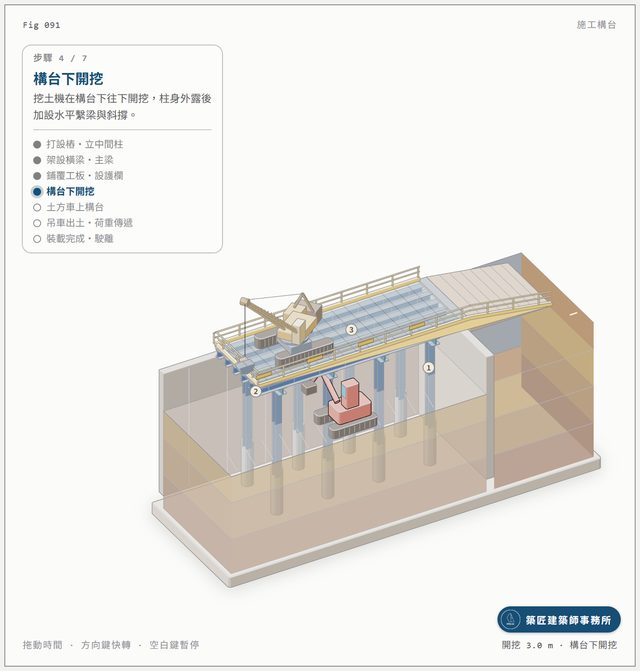 Fig 091
施工構台
步驟 4 / 7
構台下開挖
挖土機在構台下往下開挖，柱身外露後
加設水平繫梁與斜撐。
打設樁・立中間柱
架設橫梁・主梁
鋪覆工板・設護欄
構台下開挖
土方車上構台
吊車出土・荷重傳遞
裝載完成・駛離
3
1
2
築匠建築師事務所
拖動時間 · 方向鍵快轉 · 空白鍵暫停
開挖 3.0 m · 構台下開挖